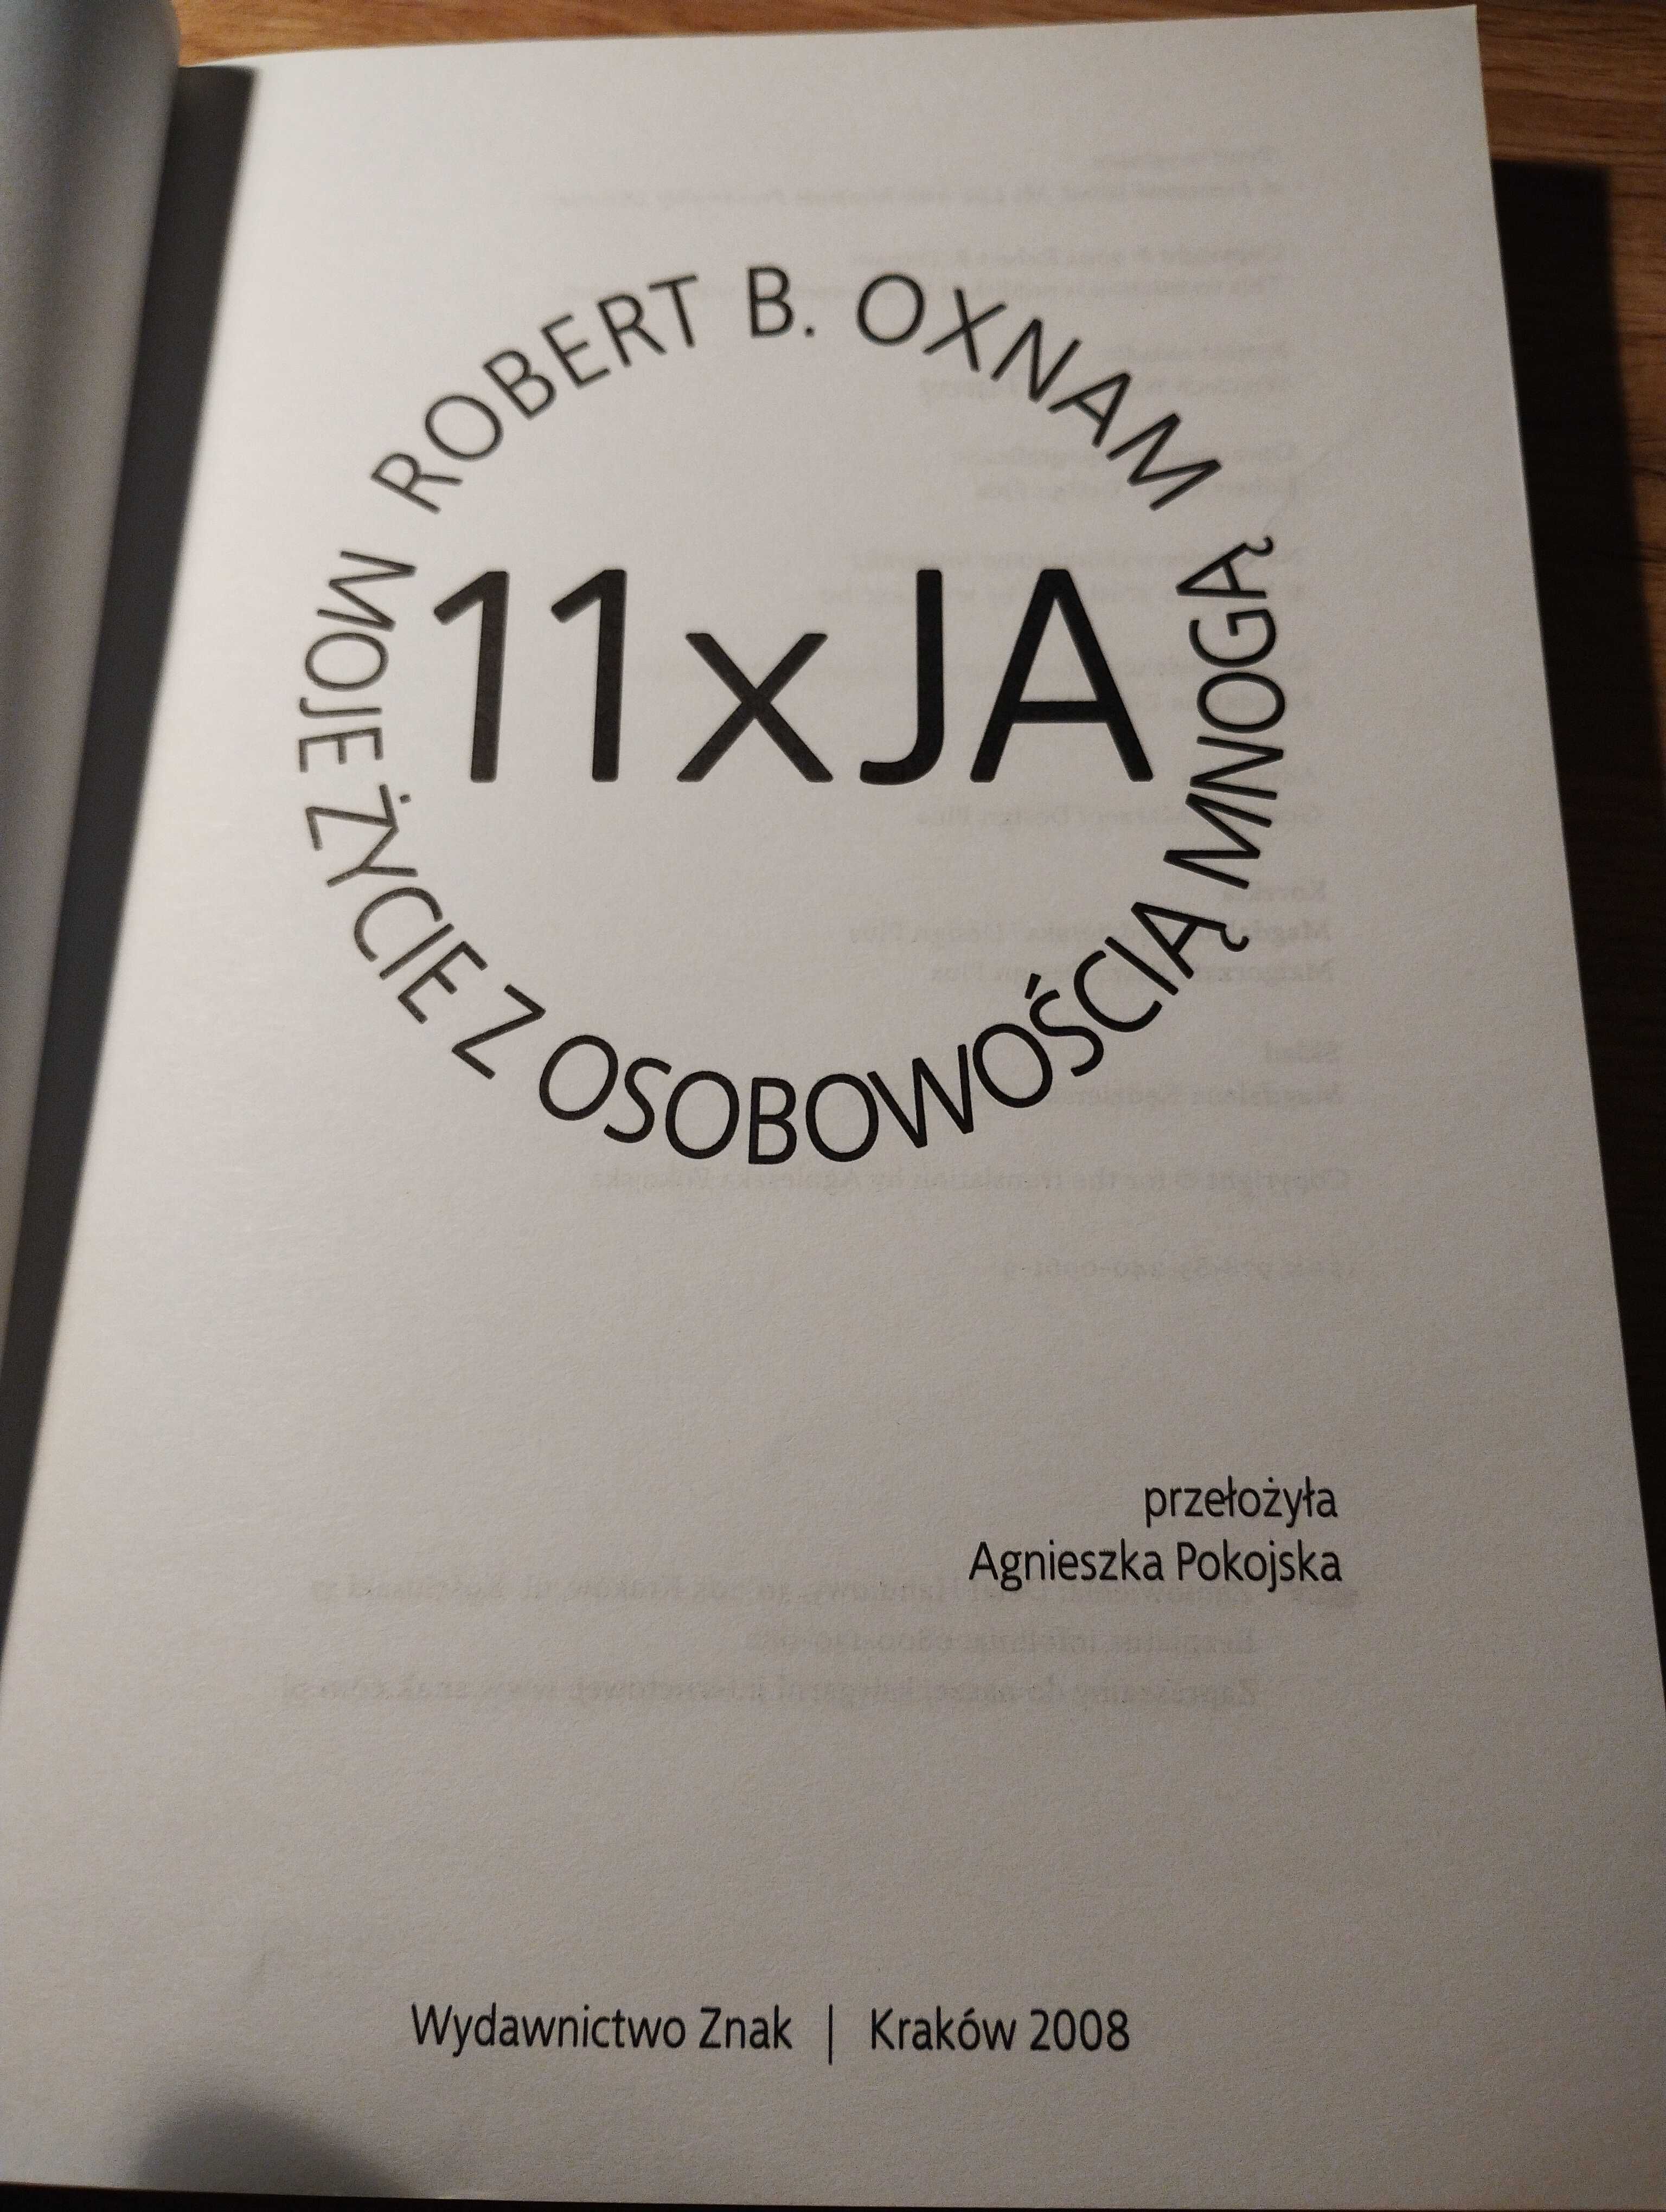 ROBERT B. OXNAM
11xJA
MOJE ŻYCIE Z OSOBOWOŚCIĄ MNOGĄ
przełożyła
Agnieszka Pokojska
Wydawnictwo Znak | Kraków 2008